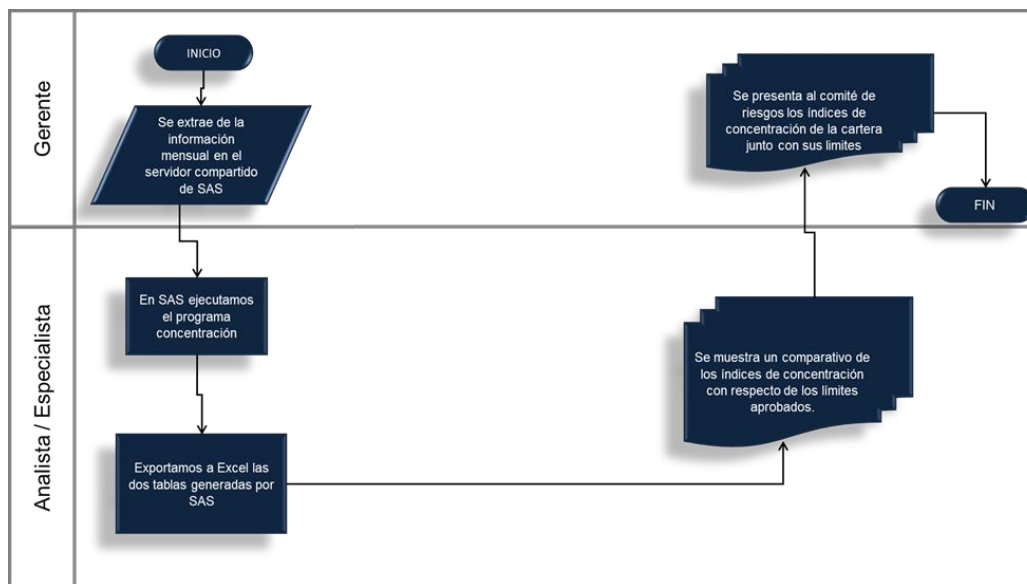 Gerente
INICIO
Se extrae de la
información
mensual en el
servidor compartido
de SAS
Se presenta al comité de
riesgos los índices de
concentración de la cartera
junto con sus limites
FIN
Analista / Especialista
En SAS ejecutamos
el programa
concentración
Exportamos a Excel las
dos tablas generadas por
SAS
Se muestra un comparativo de
los índices de concentración
con respecto de los límites
aprobados.